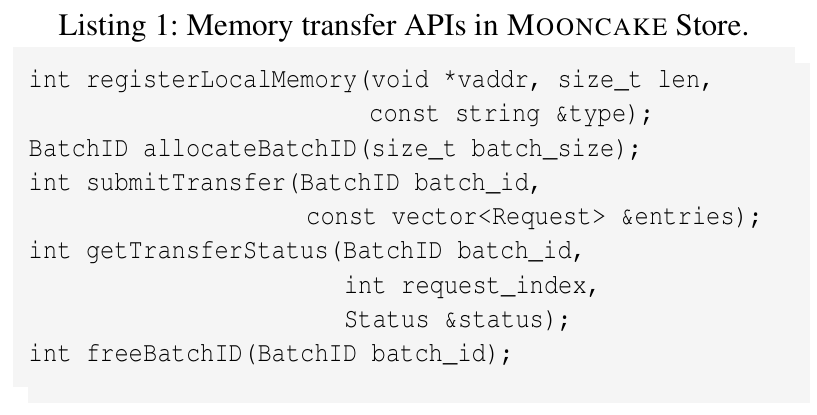 Listing 1: Memory transfer APIs in MOONCAKE Store.
int registerLocalMemory(void *vaddr, size_t len,
const string &type);
BatchID allocateBatchID(size_t batch_size);
int submitTransfer(BatchID batch_id,
const vector<Request> &entries);
int getTransferStatus(BatchID batch_id,
int request_index,
Status &status);
int freeBatchID(BatchID batch_id);